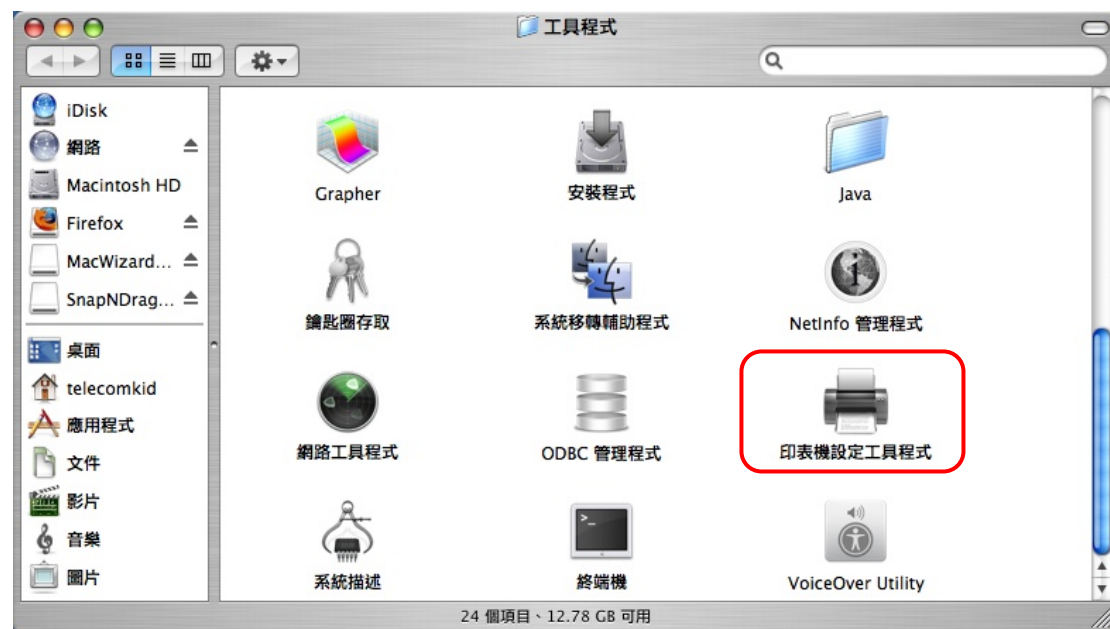 工具程式
iDisk
網路
Macintosh HD
Firefox
MacWizard...
SnapNDrag...
桌面
telecomkid
應用程式
文件
影片
音樂
圖片
Grapher
安裝程式
Java
鑰匙圈存取
系統移轉輔助程式
NetInfo 管理程式
網路工具程式
ODBC 管理程式
印表機設定工具程式
系統描述
終端機
VoiceOver Utility
24 個項目、12.78 GB 可用